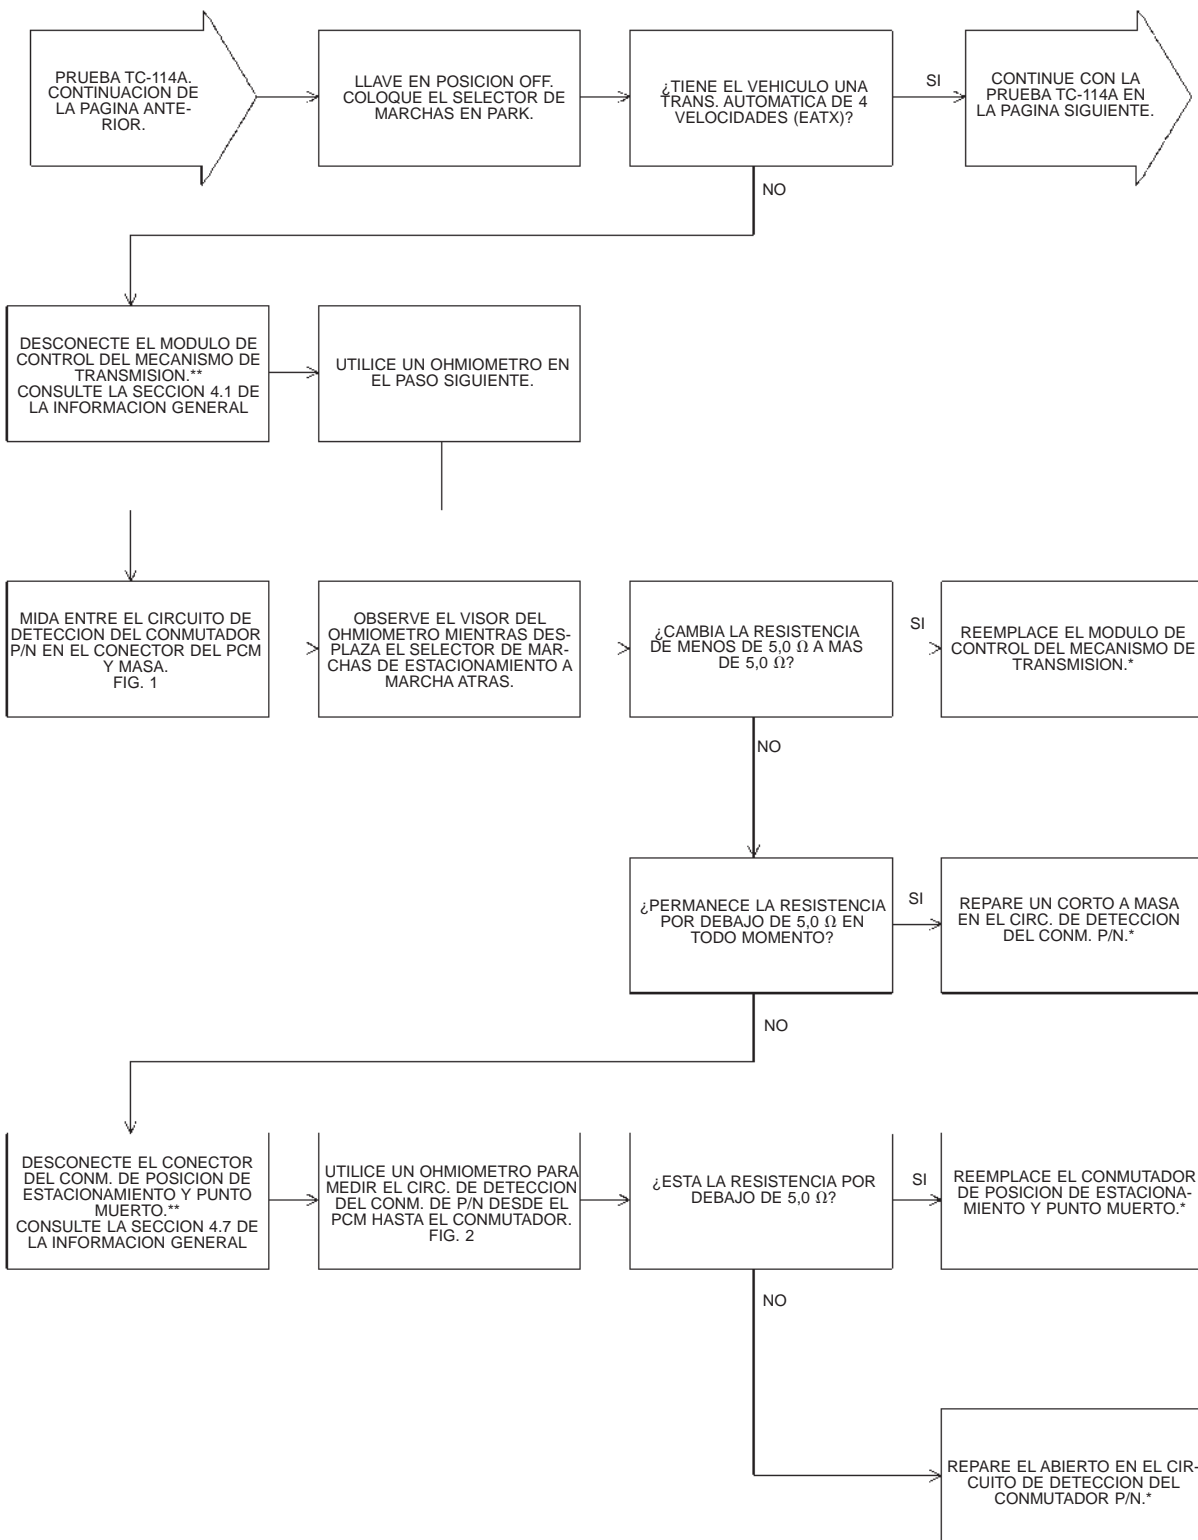 PRUEBA TC-114A.
CONTINUACION DE
LA PAGINA ANTE-
RIOR.
LLAVE EN POSICION OFF.
COLOQUE EL SELECTOR DE
MARCHAS EN PARK.
¿TIENE EL VEHICULO UNA
TRANS. AUTOMATICA DE 4
VELOCIDADES (EATX)?
SI
CONTINUE CON LA
PRUEBA TC-114A EN
LA PAGINA SIGUIENTE.
NO
DESCONECTE EL MODULO DE
CONTROL DEL MECANISMO DE
TRANSMISION.**
CONSULTE LA SECCION 4.1 DE
LA INFORMACION GENERAL
UTILICE UN OHMIOMETRO EN
EL PASO SIGUIENTE.
MIDA ENTRE EL CIRCUITO DE
DETECCION DEL CONMUTADOR
P/N EN EL CONECTOR DEL PCM
Y MASA.
FIG. 1
OBSERVE EL VISOR DEL
OHMIOMETRO MIENTRAS DES-
PLAZA EL SELECTOR DE MAR-
CHAS DE ESTACIONAMIENTO A
MARCHA ATRAS.
¿CAMBIA LA RESISTENCIA
DE MENOS DE 5,0 Ω A MAS
DE 5,0 Ω?
SI
REEMPLACE EL MODULO DE
CONTROL DEL MECANISMO DE
TRANSMISION.*
NO
¿PERMANECE LA RESISTENCIA
POR DEBAJO DE 5,0 Ω EN
TODO MOMENTO?
SI
REPARE UN CORTO A MASA
EN EL CIRC. DE DETECCION
DEL CONM. P/N.*
NO
DESCONECTE EL CONECTOR
DEL CONM. DE POSICION DE
ESTACIONAMIENTO Y PUNTO
MUERTO.**
CONSULTE LA SECCION 4.7 DE
LA INFORMACION GENERAL
UTILICE UN OHMIOMETRO PARA
MEDIR EL CIRC. DE DETECCION
DEL CONM. DE P/N DESDE EL
PCM HASTA EL CONMUTADOR.
FIG. 2
¿ESTA LA RESISTENCIA POR
DEBAJO DE 5,0 Ω?
SI
REEMPLACE EL CONMUTADOR
DE POSICION DE ESTACIONA-
MIENTO Y PUNTO MUERTO.*
NO
REPARE EL ABIERTO EN EL CIR-
CUITO DE DETECCION DEL
CONMUTADOR P/N.*